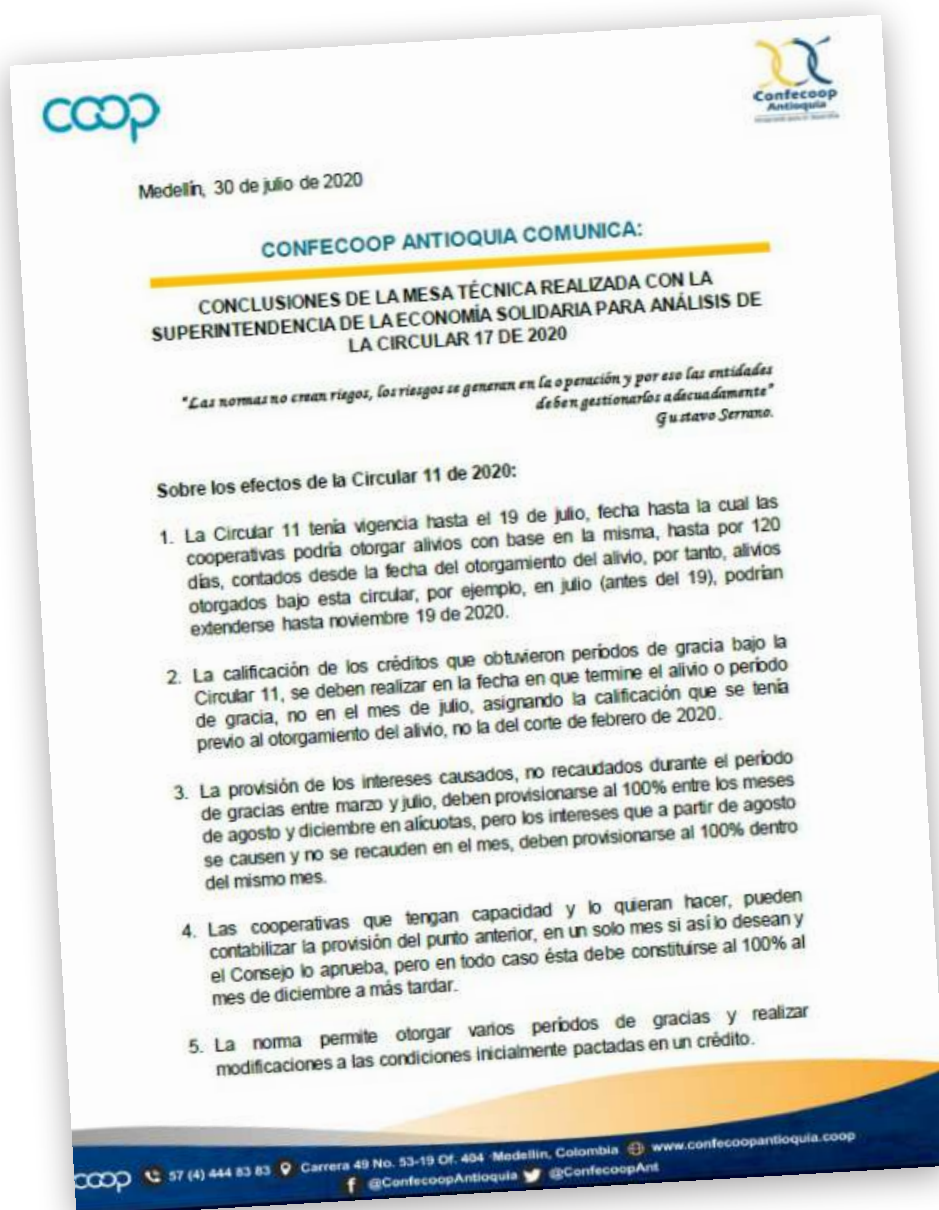 coop
Confecoop
Antioquia
Medellín, 30 de julio de 2020
CONFECOOP ANTIOQUIA COMUNICA:
CONCLUSIONES DE LA MESA TÉCNICA REALIZADA CON LA
SUPERINTENDENCIA DE LA ECONOMÍA SOLIDARIA PARA ANÁLISIS DE
LA CIRCULAR 17 DE 2020
"Las normas no crean riegos, los riesgos se generan en la operación y por eso las entidades
deben gestionarlos adecuadamente"
Gustavo Serrano.
Sobre los efectos de la Circular 11 de 2020:
1. La Circular 11 tenía vigencia hasta el 19 de julio, fecha hasta la cual las
cooperativas podría otorgar alivios con base en la misma, hasta por 120
días, contados desde la fecha del otorgamiento del alivio, por tanto, alivios
otorgados bajo esta circular, por ejemplo, en julio (antes del 19), podrían
extenderse hasta noviembre 19 de 2020.
2. La calificación de los créditos que obtuvieron períodos de gracia bajo la
Circular 11, se deben realizar en la fecha en que termine el alivio o período
de gracia, no en el mes de julio, asignando la calificación que se tenía
previo al otorgamiento del alivio, no la del corte de febrero de 2020.
3. La provisión de los intereses causados, no recaudados durante el período
de gracias entre marzo y julio, deben provisionarse al 100% entre los meses
de agosto y diciembre en alícuotas, pero los intereses que a partir de agosto
se causen y no se recauden en el mes, deben provisionarse al 100% dentro
del mismo mes.
4. Las cooperativas que tengan capacidad y lo quieran hacer, pueden
contabilizar la provisión del punto anterior, en un solo mes si así lo desean y
el Consejo lo aprueba, pero en todo caso ésta debe constituirse al 100% al
mes de diciembre a más tardar.
5. La norma permite otorgar varios períodos de gracias y realizar
modificaciones a las condiciones inicialmente pactadas en un crédito.
coop 57 (4) 444 83 83 Carrera 49 No. 53-19 Of. 404 Medellín, Colombia www.confecoopantioquia.coop
@ConfecoopAntioquia @ConfecoopAnt